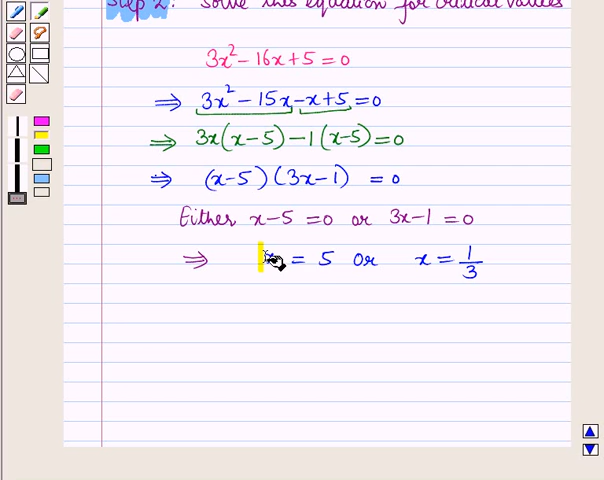 Step 2: Solve this equation for critical values
3x² - 16x + 5 = 0
⇒ 3x² - 15x - x + 5 = 0
⇒ 3x(x-5) - 1(x-5) = 0
⇒ (x-5)(3x-1) = 0
Either x-5 = 0 or 3x-1 = 0
⇒ x = 5 or x = 1/3